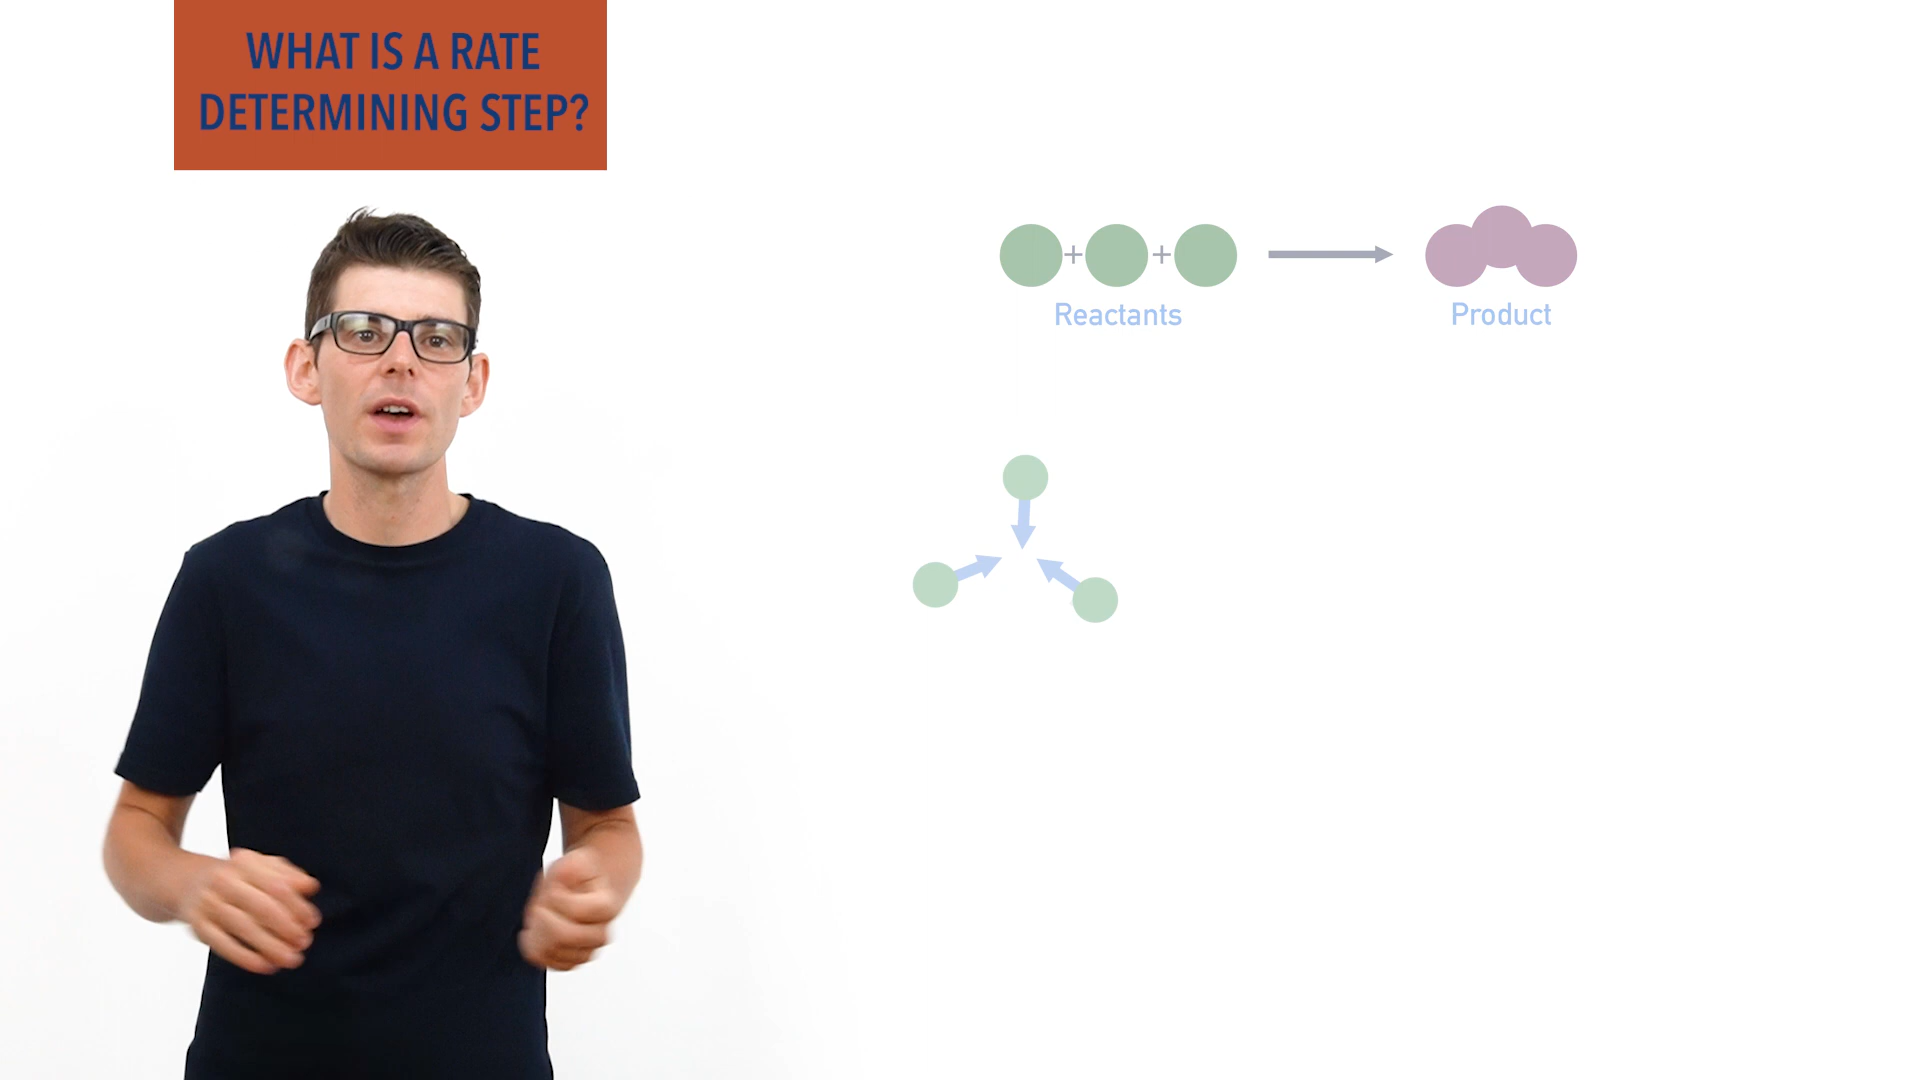 WHAT IS A RATE
DETERMINING STEP?
+ +
Reactants
Product